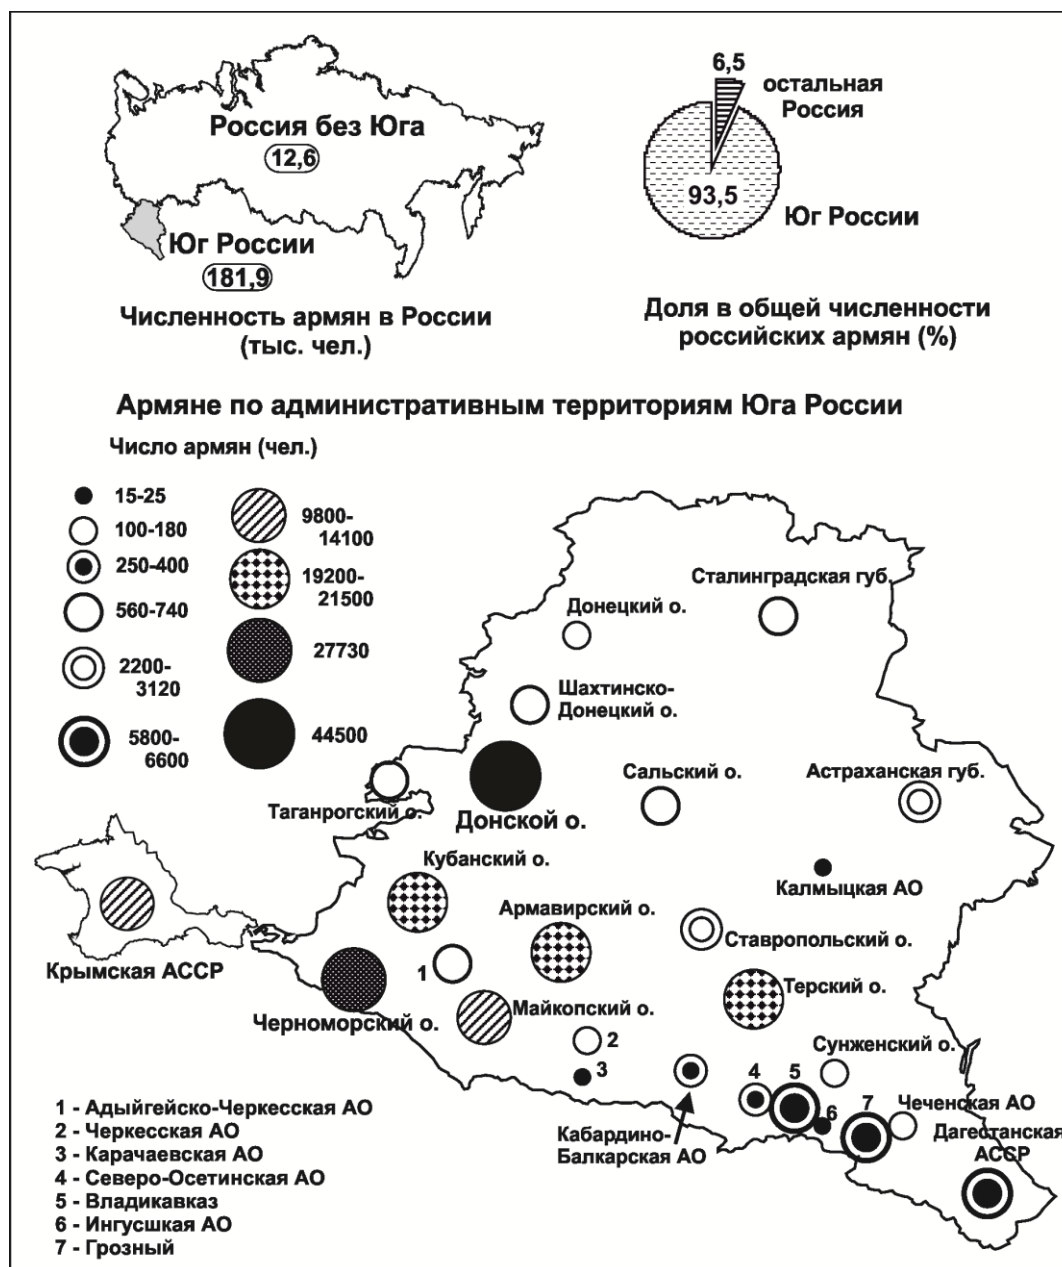 Россия без Юга
12,6
Юг России
181,9
Численность армян в России
(тыс. чел.)
6,5
остальная
Россия
93,5
Юг России
Доля в общей численности
российских армян (%)
Армяне по административным территориям Юга России
Число армян (чел.)
15-25
100-180
250-400
560-740
2200-
3120
5800-
6600
9800-
14100
19200-
21500
27730
44500
Сталинградская губ.
Донецкий о.
Шахтинско-
Донецкий о.
Сальский о.
Астраханская губ.
Таганрогский о.
Донской о.
Кубанский о.
Калмыцкая АО
Армавирский о.
Ставропольский о.
Крымская АССР
1
Терский о.
Черноморский о.
Майкопский о.
2
Сунженский о.
3
4
5
6
7
Чеченская АО
Кабардино-
Балкарская АО
Дагестанская
АССР
1 - Адыйгейско-Черкесская АО
2 - Черкесская АО
3 - Карачаевская АО
4 - Северо-Осетинская АО
5 - Владикавказ
6 - Ингушкая АО
7 - Грозный